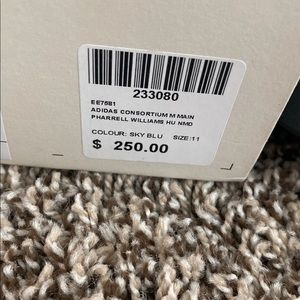 233080
EE7581
ADIDAS CONSORTIUM M MAIN
PHARRELL WILLIAMS HU NMD
COLOUR: SKY BLU SIZE:11
$ 250.00